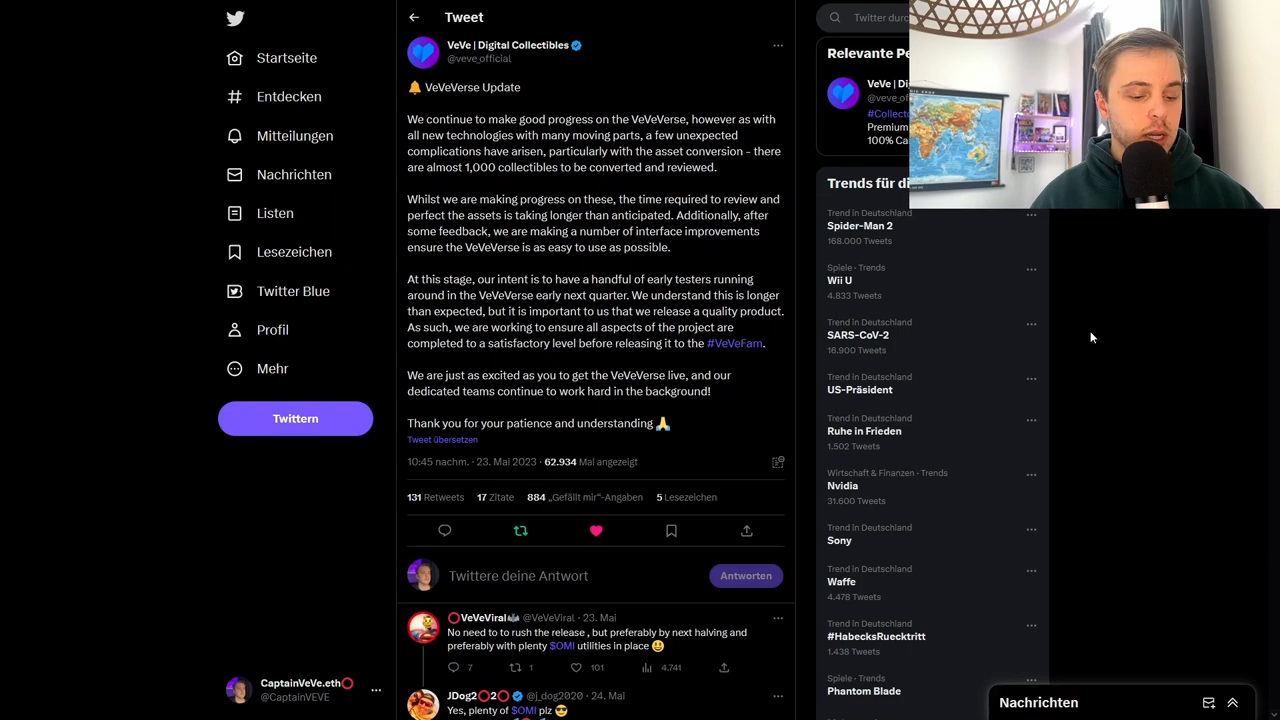 Startseite
Entdecken
Mitteilungen
Nachrichten
Listen
Lesezeichen
Twitter Blue
Profil
Mehr
Twittern
CaptainVeVe.eth
@CaptainVEVE
Tweet
VeVe | Digital Collectibles
@veve_official
VeVeVerse Update
We continue to make good progress on the VeVeVerse, however as with
all new technologies with many moving parts, a few unexpected
complications have arisen, particularly with the asset conversion - there
are almost 1,000 collectibles to be converted and reviewed.
Whilst we are making progress on these, the time required to review and
perfect the assets is taking longer than anticipated. Additionally, after
some feedback, we are making a number of interface improvements
ensure the VeVeVerse is as easy to use as possible.
At this stage, our intent is to have a handful of early testers running
around in the VeVeVerse early next quarter. We understand this is longer
than expected, but it is important to us that we release a quality product.
As such, we are working to ensure all aspects of the project are
completed to a satisfactory level before releasing it to the #VeVeFam.
We are just as excited as you to get the VeVeVerse live, and our
dedicated teams continue to work hard in the background!
Thank you for your patience and understanding 🙏
Tweet übersetzen
10:45 nachm. · 23. Mai 2023 · 62.934 Mal angezeigt
131 Retweets 17 Zitate 884 „Gefällt mir“-Angaben 5 Lesezeichen
Twittere deine Antwort
Antworten
VeVeViral @VeVeViral · 23. Mai
No need to to rush the release , but preferably by next halving and
preferably with plenty $OMI utilities in place 😃
7 1 101 4.741
JDog2⭕2⭕ @j_dog2020 · 24. Mai
Yes, plenty of $OMI plz 😎
Twitter durc
Relevante Pe
VeVe | D
@veve_of
#Collect
Premium
100% Ca
Trends für di
Trend in Deutschland
Spider-Man 2
168.000 Tweets
Spiele · Trends
Wii U
4.833 Tweets
Trend in Deutschland
SARS-CoV-2
16.900 Tweets
Trend in Deutschland
US-Präsident
Trend in Deutschland
Ruhe in Frieden
1.502 Tweets
Wirtschaft & Finanzen · Trends
Nvidia
31.600 Tweets
Trend in Deutschland
Sony
Trend in Deutschland
Waffe
4.478 Tweets
Trend in Deutschland
#HabecksRuecktritt
1.438 Tweets
Spiele · Trends
Phantom Blade
Nachrichten